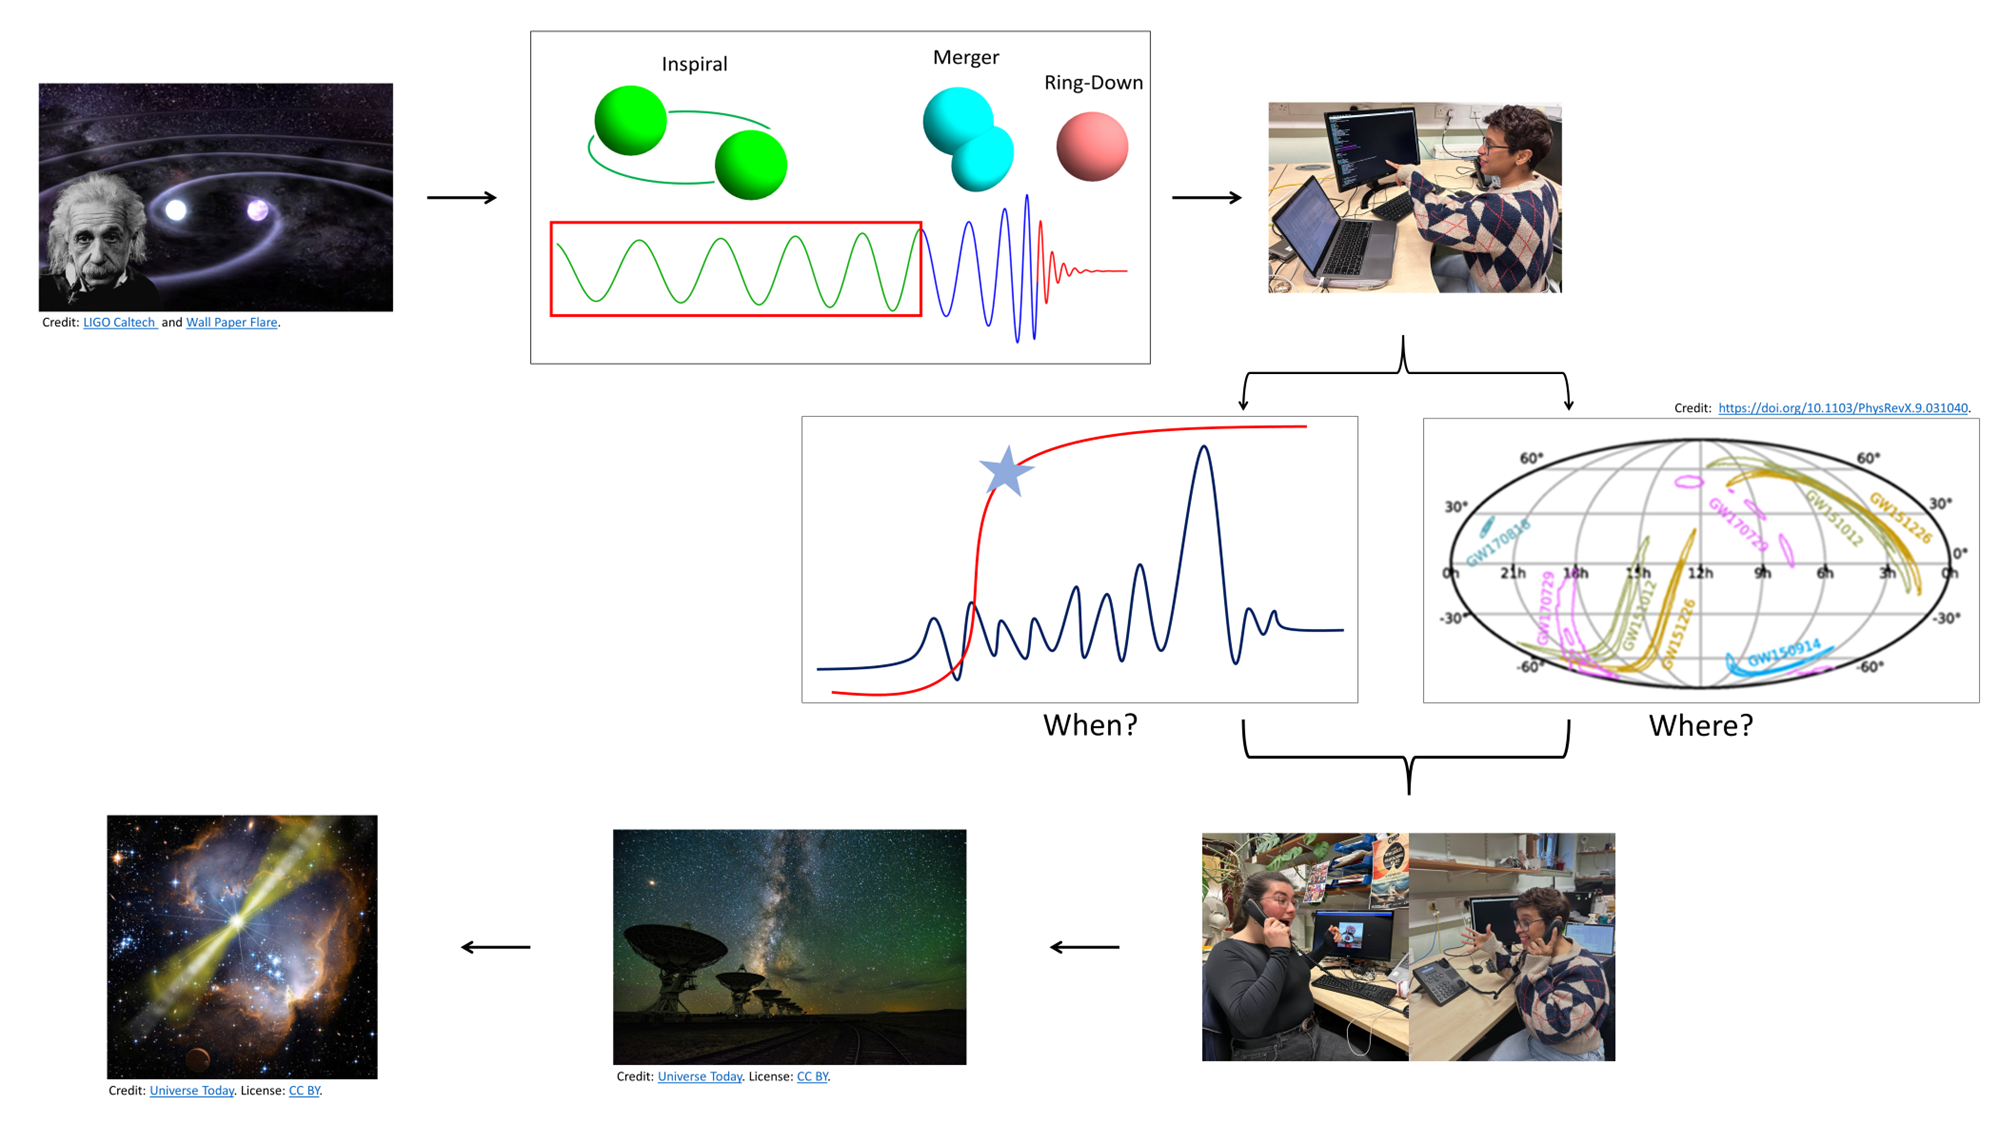 Inspiral
Merger
Ring-Down
Credit: LIGO Caltech and Wall Paper Flare.
Credit: https://doi.org/10.1103/PhysRevX.9.031040.
60°
60°
30°
30°
GW170818
GW170729
GW151012
GW151226
0°
0h
21h
18h
15h
12h
9h
6h
3h
0h
GW170729
GW151012
GW151226
GW150914
-30°
-30°
-60°
-60°
When?
Where?
Credit: Universe Today. License: CC BY.
Credit: Universe Today. License: CC BY.